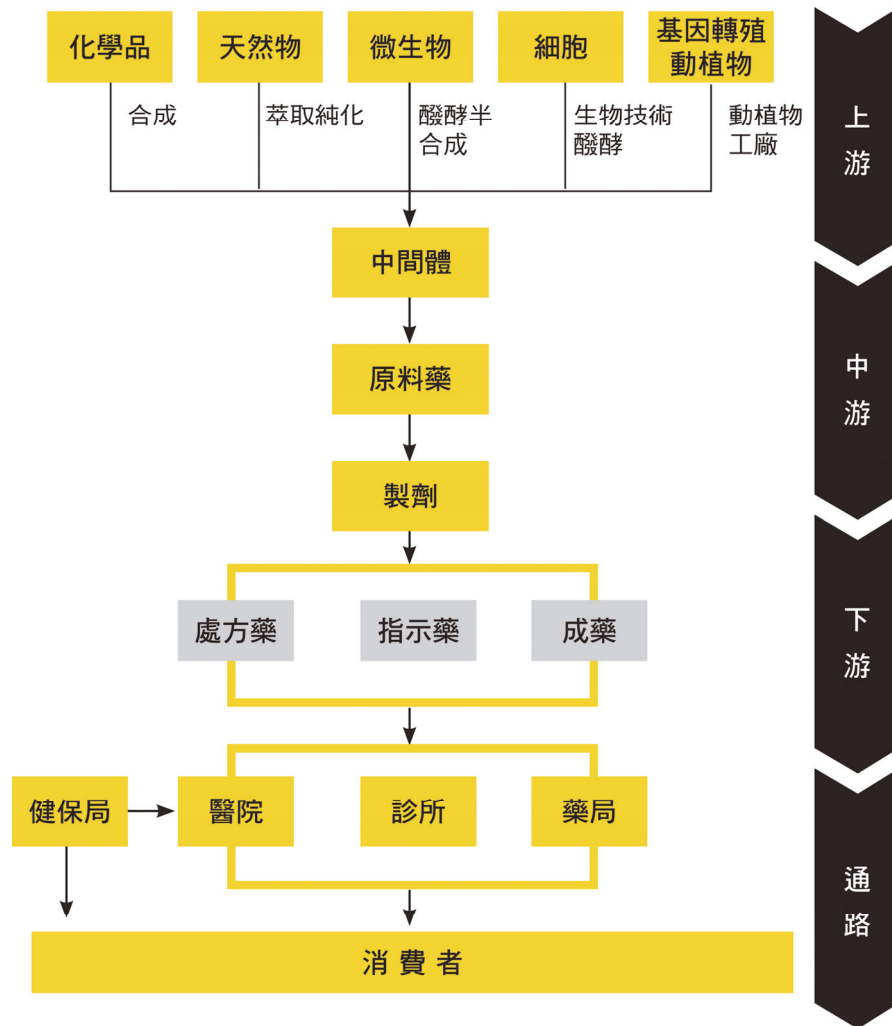 化學品
天然物
微生物
細胞
基因轉殖
動植物
合成
萃取純化
醱酵半
合成
生物技術
醱酵
動植物
工廠
上游
中間體
原料藥
製劑
中游
處方藥
指示藥
成藥
下游
健保局
醫院
診所
藥局
消費者
通路